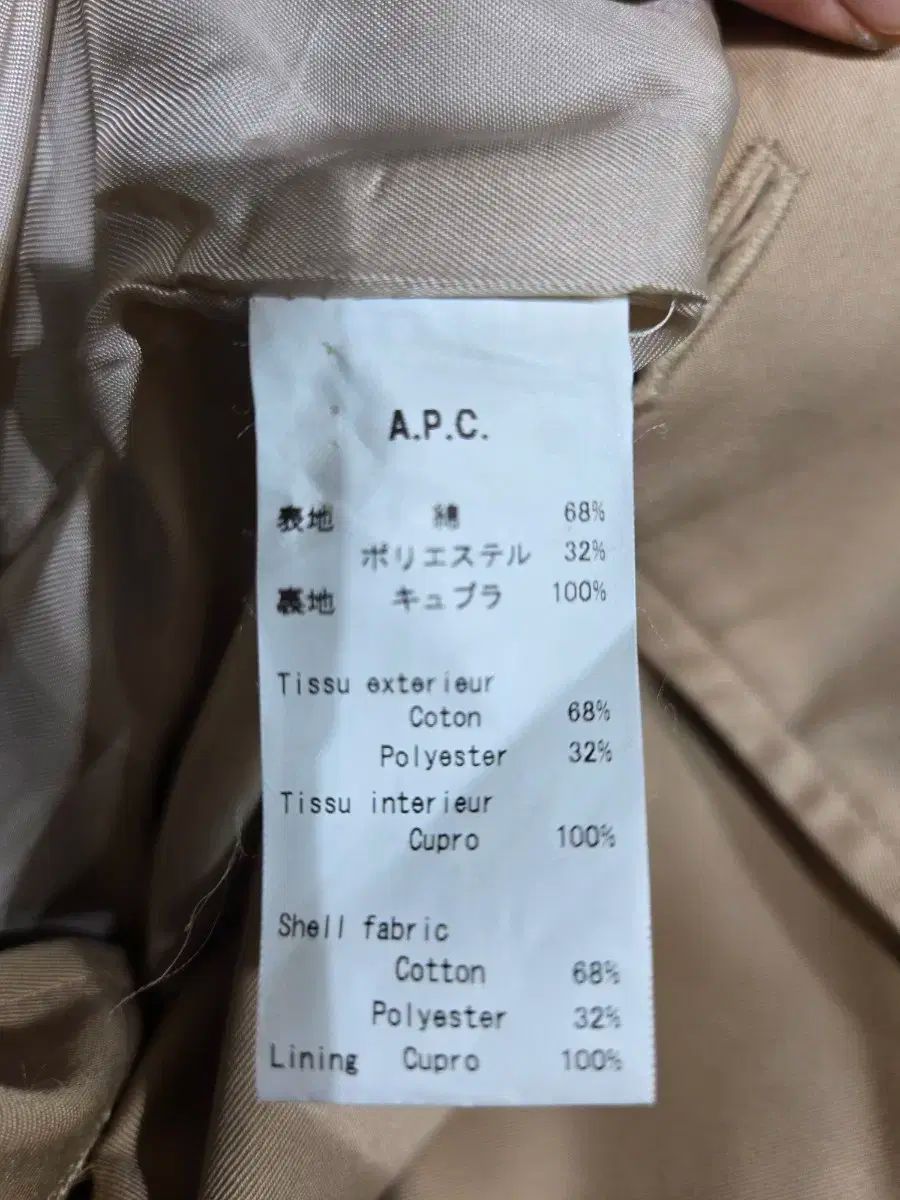 A.P.C.
表地 綿 68%
ポリエステル 32%
裏地 キュプラ 100%
Tissu exterieur
Coton 68%
Polyester 32%
Tissu interieur
Cupro 100%
Shell fabric
Cotton 68%
Polyester 32%
Lining Cupro 100%